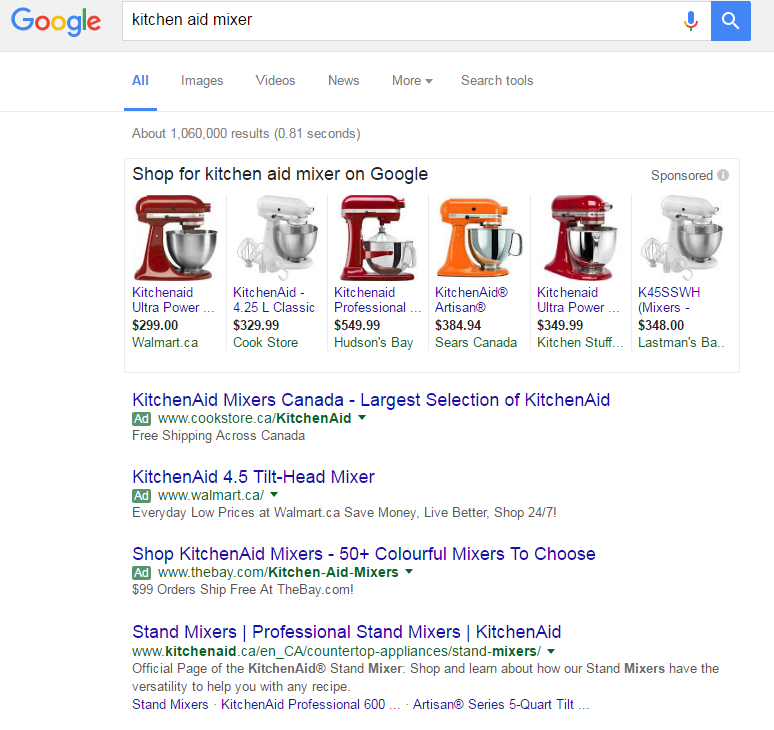 Google
kitchen aid mixer
All Images Videos News More Search tools
About 1,060,000 results (0.81 seconds)
Shop for kitchen aid mixer on Google
Sponsored
Kitchenaid
Ultra Power ...
$299.00
Walmart.ca
KitchenAid -
4.25 L Classic
$329.99
Cook Store
Kitchenaid
Professional ...
$549.99
Hudson's Bay
KitchenAid®
Artisan®
$384.94
Sears Canada
Kitchenaid
Ultra Power ...
$349.99
Kitchen Stuff...
K45SSWH
(Mixers -
$348.00
Lastman's Ba..
KitchenAid Mixers Canada - Largest Selection of KitchenAid
Ad www.cookstore.ca/KitchenAid
Free Shipping Across Canada
KitchenAid 4.5 Tilt-Head Mixer
Ad www.walmart.ca/
Everyday Low Prices at Walmart.ca Save Money, Live Better, Shop 24/7!
Shop KitchenAid Mixers - 50+ Colourful Mixers To Choose
Ad www.thebay.com/Kitchen-Aid-Mixers
$99 Orders Ship Free At TheBay.com!
Stand Mixers | Professional Stand Mixers | KitchenAid
www.kitchenaid.ca/en_CA/countertop-appliances/stand-mixers/
Official Page of the KitchenAid® Stand Mixer: Shop and learn about how our Stand Mixers have the
versatility to help you with any recipe.
Stand Mixers · KitchenAid Professional 600 ... · Artisan® Series 5-Quart Tilt ...